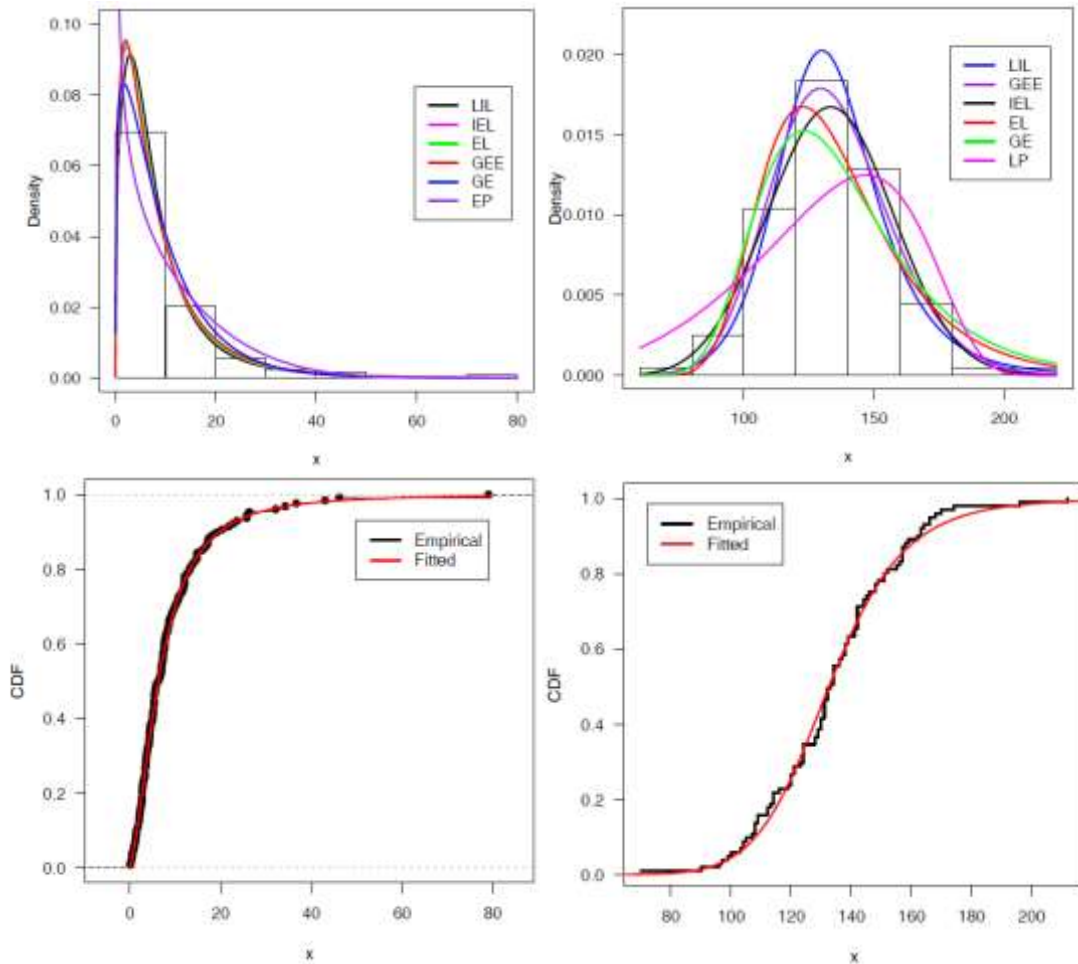 0.10
0.08
0.06
0.04
0.02
0.00
Density
LIL
IEL
EL
GEE
GE
EP
0
20
40
60
80
x
0.020
0.015
0.010
0.005
0.000
Density
LIL
GEE
IEL
EL
GE
LP
100
150
200
x
1.0
0.8
0.6
0.4
0.2
0.0
CDF
Empirical
Fitted
0
20
40
60
80
x
1.0
0.8
0.6
0.4
0.2
0.0
CDF
Empirical
Fitted
80
100
120
140
160
180
200
x